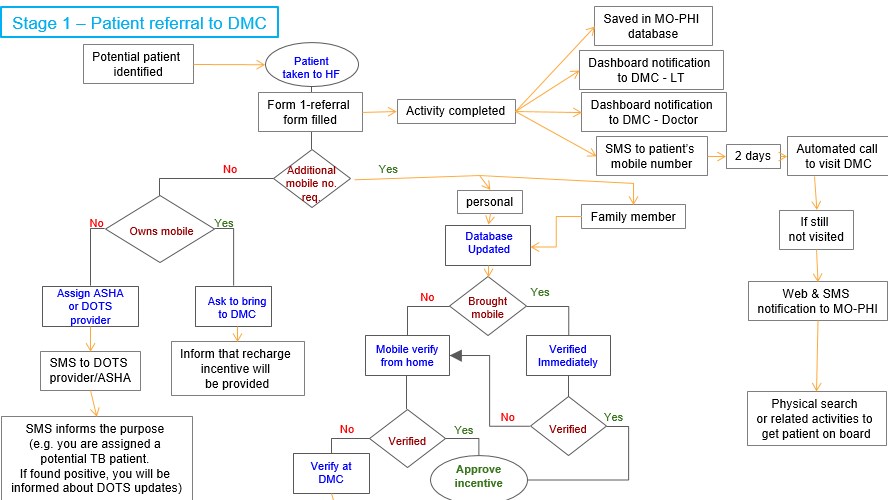 Stage 1 – Patient referral to DMC
Potential patient
identified
Patient
taken to HF
Form 1-referral
form filled
Activity completed
Saved in MO-PHI
database
Dashboard notification
to DMC - LT
Dashboard notification
to DMC - Doctor
SMS to patient's
mobile number
2 days
Automated call
to visit DMC
If still
not visited
Web & SMS
notification to MO-PHI
Physical search
or related activities to
get patient on board
No
Additional
mobile no.
req.
Yes
No
Owns mobile
Yes
personal
Family member
Database
Updated
Assign ASHA
or DOTS
provider
Ask to bring
to DMC
SMS to DOTS
provider/ASHA
Inform that recharge
incentive will
be provided
SMS informs the purpose
(e.g. you are assigned a
potential TB patient.
If found positive, you will be
informed about DOTS updates)
No
Brought
mobile
Yes
Mobile verify
from home
Verified
Immediately
No
Verified
Yes
No
Verified
Yes
Verify at
DMC
Approve
incentive